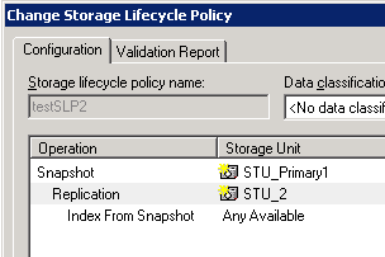 Change Storage Lifecycle Policy
Configuration Validation Report
Storage lifecycle policy name: Data classificatio
testSLP2 <No data classif
Operation Storage Unit
Snapshot STU_Primary1
Replication STU_2
Index From Snapshot Any Available